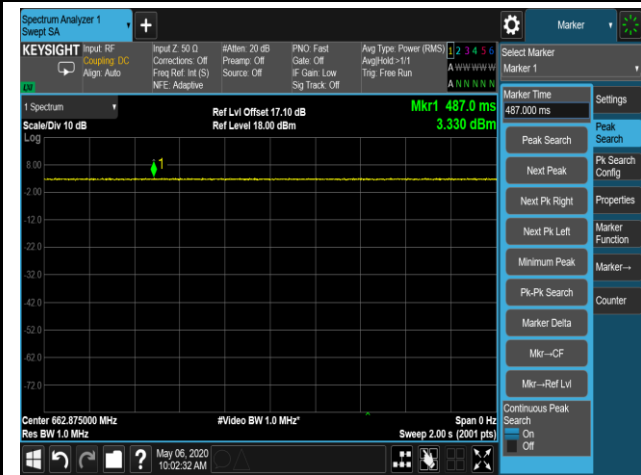 Spectrum Analyzer 1
Swept SA
Marker
KEYSIGHT
Input: RF
Coupling: DC
Align: Auto
Input Z: 50 Ω
Corrections: Off
Freq Ref: Int (S)
NFE: Adaptive
#Atten: 20 dB
Preamp: Off
Source: Off
PNO: Fast
Gate: Off
IF Gain: Low
Sig Track: Off
Avg Type: Power (RMS)
Avg|Hold:>1/1
Trig: Free Run
1 2 3 4 5 6
A W W W W W
A N N N N N
Select Marker
Marker 1
1 Spectrum
Scale/Div 10 dB
Log
Ref Lvl Offset 17.10 dB
Ref Level 18.00 dBm
Mkr1 487.0 ms
3.330 dBm
1
8.00
-2.00
-12.0
-22.0
-32.0
-42.0
-52.0
-62.0
-72.0
Center 662.875000 MHz
Res BW 1.0 MHz
#Video BW 1.0 MHz*
Span 0 Hz
Sweep 2.00 s (2001 pts)
Marker Time
487.000 ms
Peak Search
Next Peak
Next Pk Right
Next Pk Left
Minimum Peak
Pk-Pk Search
Marker Delta
Mkr→CF
Mkr→Ref Lvl
Continuous Peak
Search
On
Off
Settings
Peak
Search
Pk Search
Config
Properties
Marker
Function
Marker→
Counter
May 06, 2020
10:02:32 AM